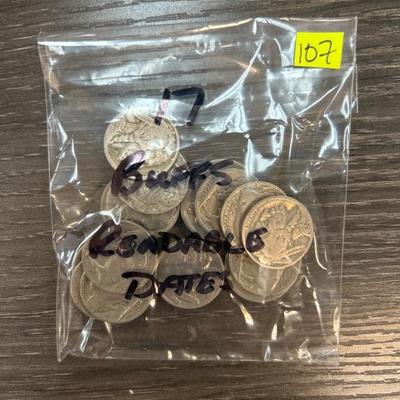 107
17
Buffs
Readable
Dates